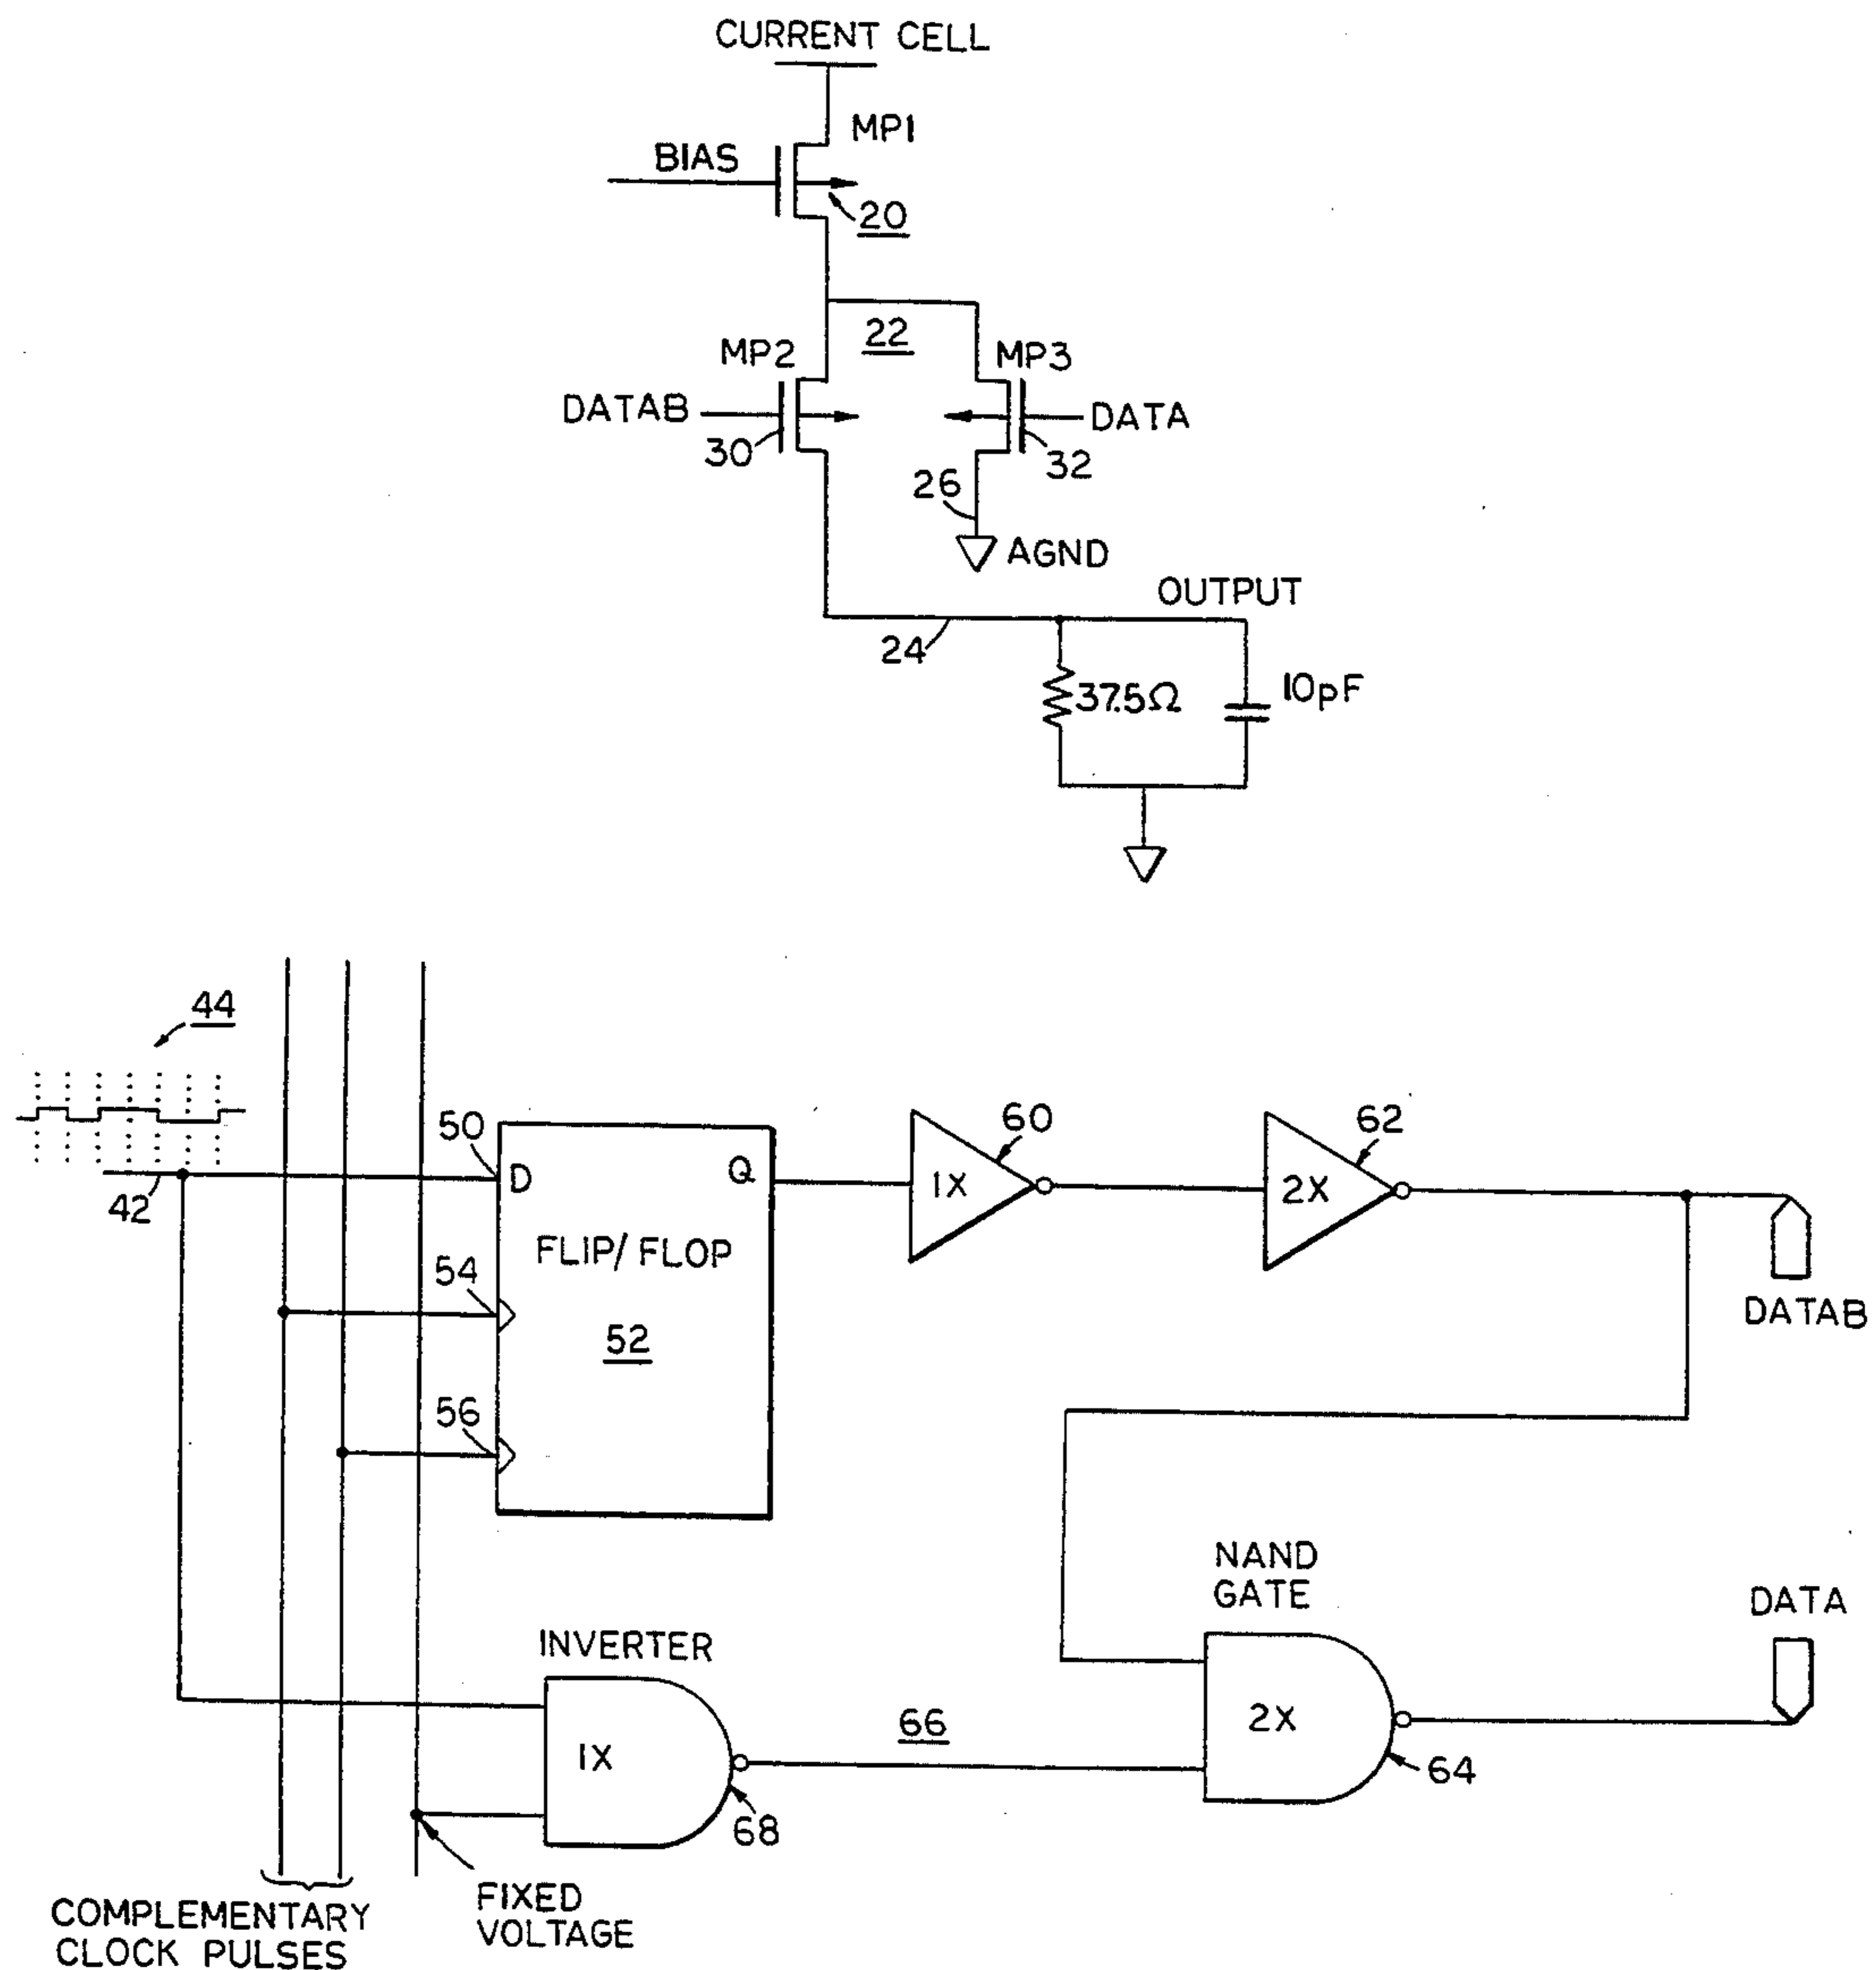 CURRENT CELL
MP1
BIAS
20
22
MP2
MP3
DATAB
DATA
30
32
26
AGND
OUTPUT
24
37.5Ω
10pF
44
50
60
62
D
Q
1X
2X
42
FLIP/FLOP
54
DATAB
52
56
NAND
GATE
DATA
INVERTER
66
2X
1X
64
68
FIXED
VOLTAGE
COMPLEMENTARY
CLOCK PULSES